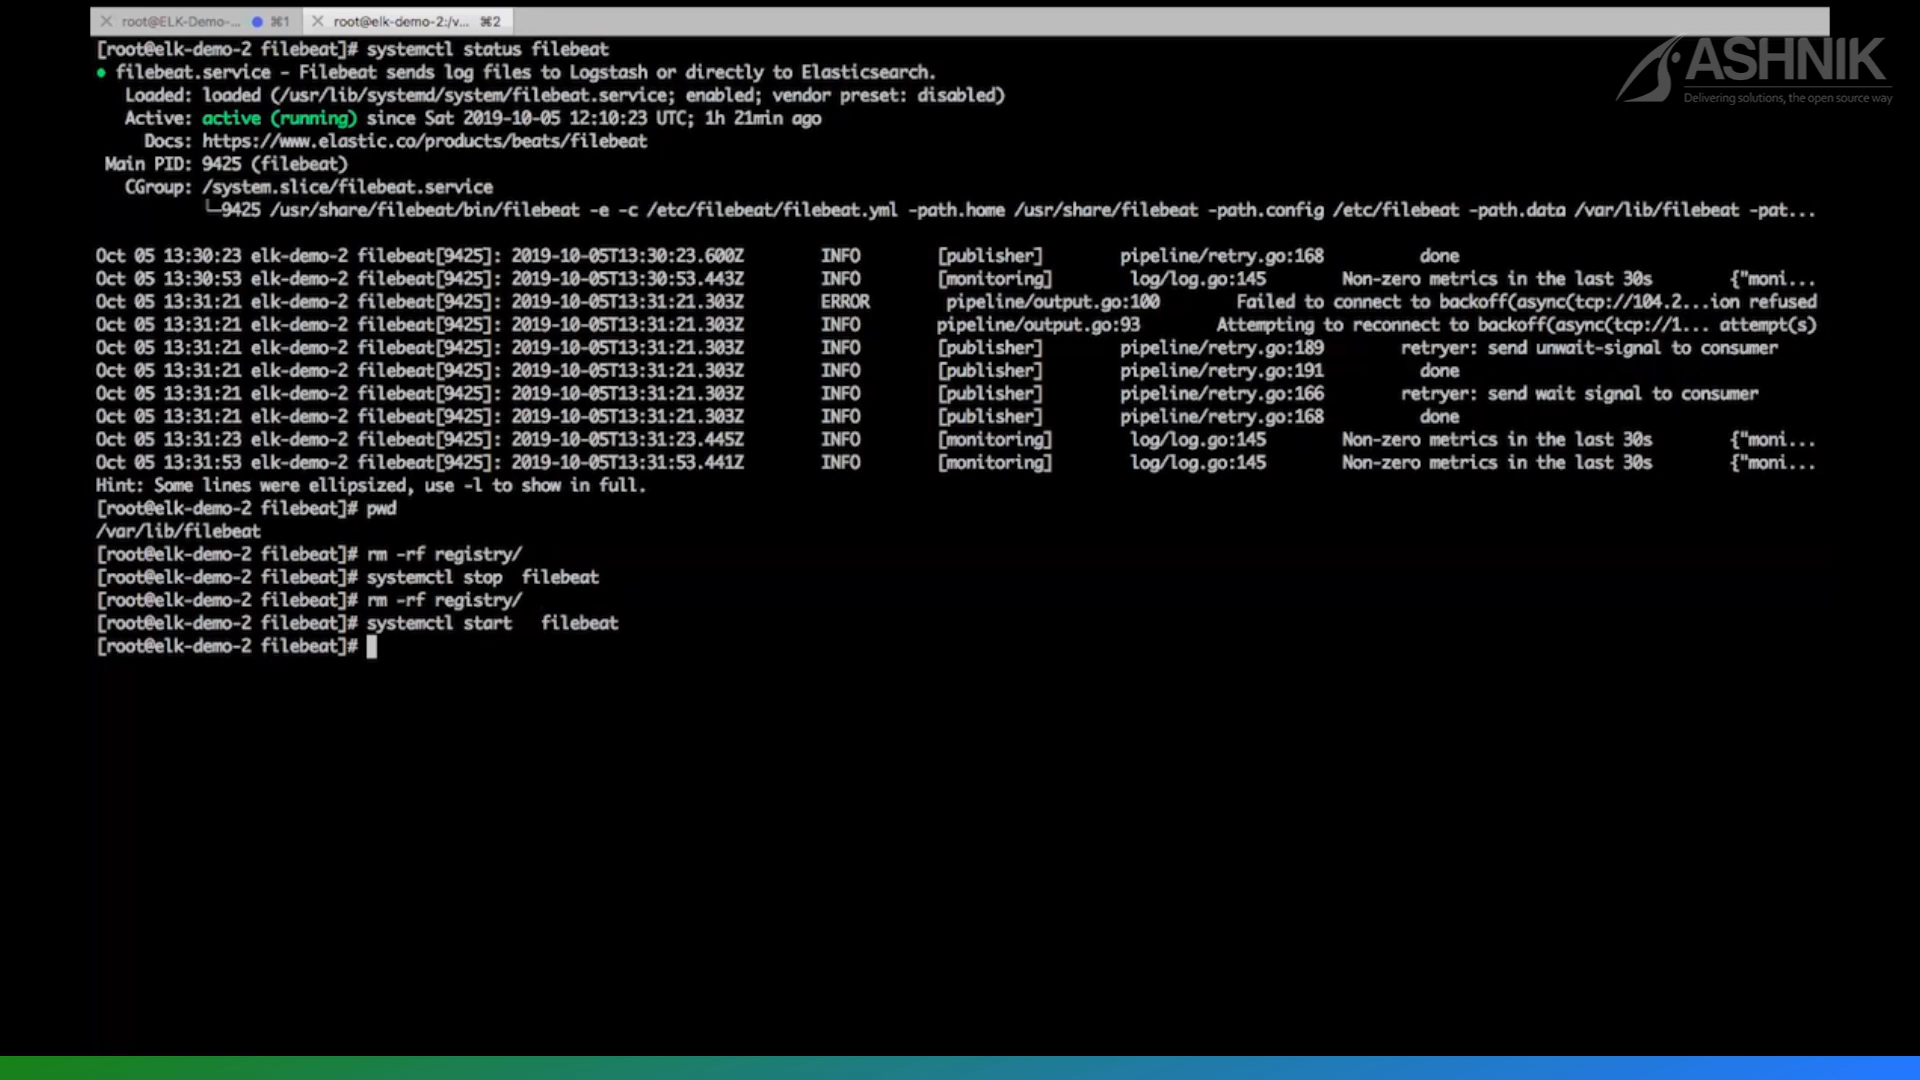 root@ELK-Demo-... ⌘1 root@elk-demo-2:/v... ⌘2
ASHNIK
Delivering solutions, the open source way
[root@elk-demo-2 filebeat]# systemctl status filebeat
● filebeat.service - Filebeat sends log files to Logstash or directly to Elasticsearch.
Loaded: loaded (/usr/lib/systemd/system/filebeat.service; enabled; vendor preset: disabled)
Active: active (running) since Sat 2019-10-05 12:10:23 UTC; 1h 21min ago
Docs: https://www.elastic.co/products/beats/filebeat
Main PID: 9425 (filebeat)
CGroup: /system.slice/filebeat.service
└─9425 /usr/share/filebeat/bin/filebeat -e -c /etc/filebeat/filebeat.yml -path.home /usr/share/filebeat -path.config /etc/filebeat -path.data /var/lib/filebeat -pat...
Oct 05 13:30:23 elk-demo-2 filebeat[9425]: 2019-10-05T13:30:23.600Z INFO [publisher] pipeline/retry.go:168 done
Oct 05 13:30:53 elk-demo-2 filebeat[9425]: 2019-10-05T13:30:53.443Z INFO [monitoring] log/log.go:145 Non-zero metrics in the last 30s {"moni...
Oct 05 13:31:21 elk-demo-2 filebeat[9425]: 2019-10-05T13:31:21.303Z ERROR pipeline/output.go:100 Failed to connect to backoff(async(tcp://104.2...ion refused
Oct 05 13:31:21 elk-demo-2 filebeat[9425]: 2019-10-05T13:31:21.303Z INFO pipeline/output.go:93 Attempting to reconnect to backoff(async(tcp://1... attempt(s)
Oct 05 13:31:21 elk-demo-2 filebeat[9425]: 2019-10-05T13:31:21.303Z INFO [publisher] pipeline/retry.go:189 retryer: send unwait-signal to consumer
Oct 05 13:31:21 elk-demo-2 filebeat[9425]: 2019-10-05T13:31:21.303Z INFO [publisher] pipeline/retry.go:191 done
Oct 05 13:31:21 elk-demo-2 filebeat[9425]: 2019-10-05T13:31:21.303Z INFO [publisher] pipeline/retry.go:166 retryer: send wait signal to consumer
Oct 05 13:31:21 elk-demo-2 filebeat[9425]: 2019-10-05T13:31:21.303Z INFO [publisher] pipeline/retry.go:168 done
Oct 05 13:31:23 elk-demo-2 filebeat[9425]: 2019-10-05T13:31:23.445Z INFO [monitoring] log/log.go:145 Non-zero metrics in the last 30s {"moni...
Oct 05 13:31:53 elk-demo-2 filebeat[9425]: 2019-10-05T13:31:53.441Z INFO [monitoring] log/log.go:145 Non-zero metrics in the last 30s {"moni...
Hint: Some lines were ellipsized, use -l to show in full.
[root@elk-demo-2 filebeat]# pwd
/var/lib/filebeat
[root@elk-demo-2 filebeat]# rm -rf registry/
[root@elk-demo-2 filebeat]# systemctl stop  filebeat
[root@elk-demo-2 filebeat]# rm -rf registry/
[root@elk-demo-2 filebeat]# systemctl start   filebeat
[root@elk-demo-2 filebeat]#